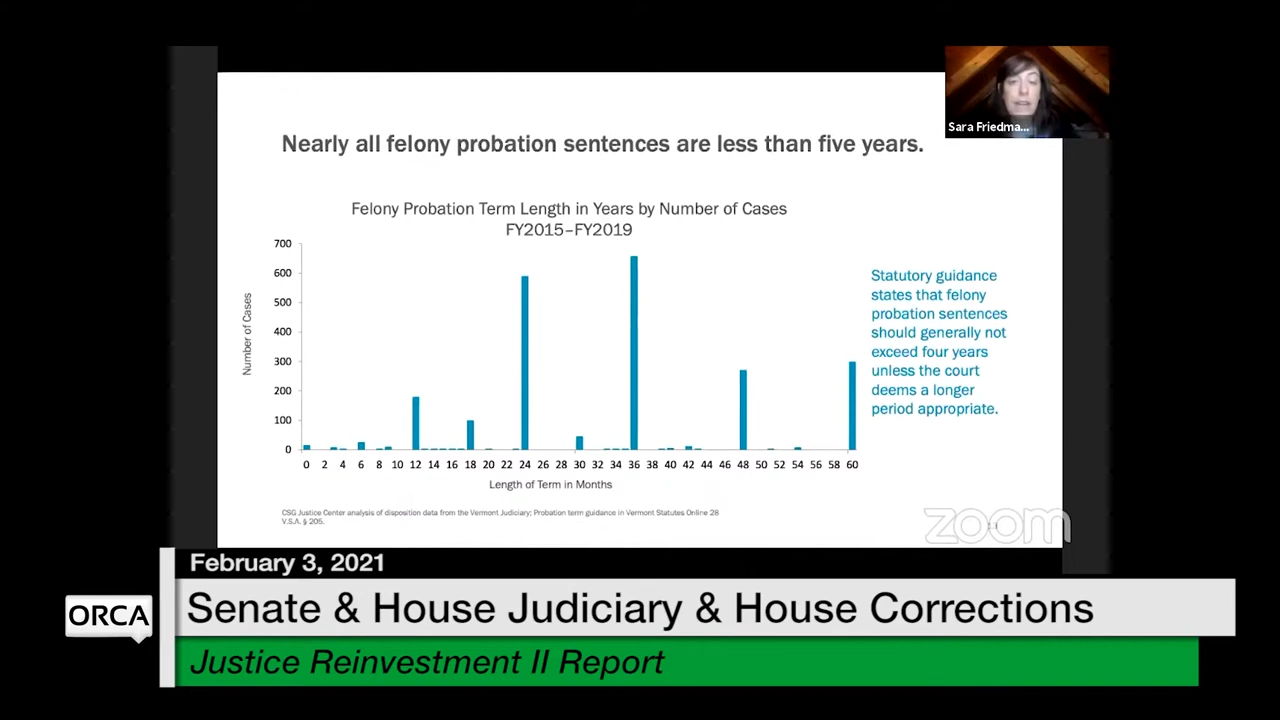 Sara Friedma...
Nearly all felony probation sentences are less than five years.
Felony Probation Term Length in Years by Number of Cases
FY2015–FY2019
700
600
500
400
300
200
100
0
Number of Cases
0 2 4 6 8 10 12 14 16 18 20 22 24 26 28 30 32 34 36 38 40 42 44 46 48 50 52 54 56 58 60
Length of Term in Months
Statutory guidance
states that felony
probation sentences
should generally not
exceed four years
unless the court
deems a longer
period appropriate.
CSG Justice Center analysis of disposition data from the Vermont Judiciary; Probation term guidance in Vermont Statutes Online 28
V.S.A. § 205.
zoom
February 3, 2021
ORCA
Senate & House Judiciary & House Corrections
Justice Reinvestment II Report